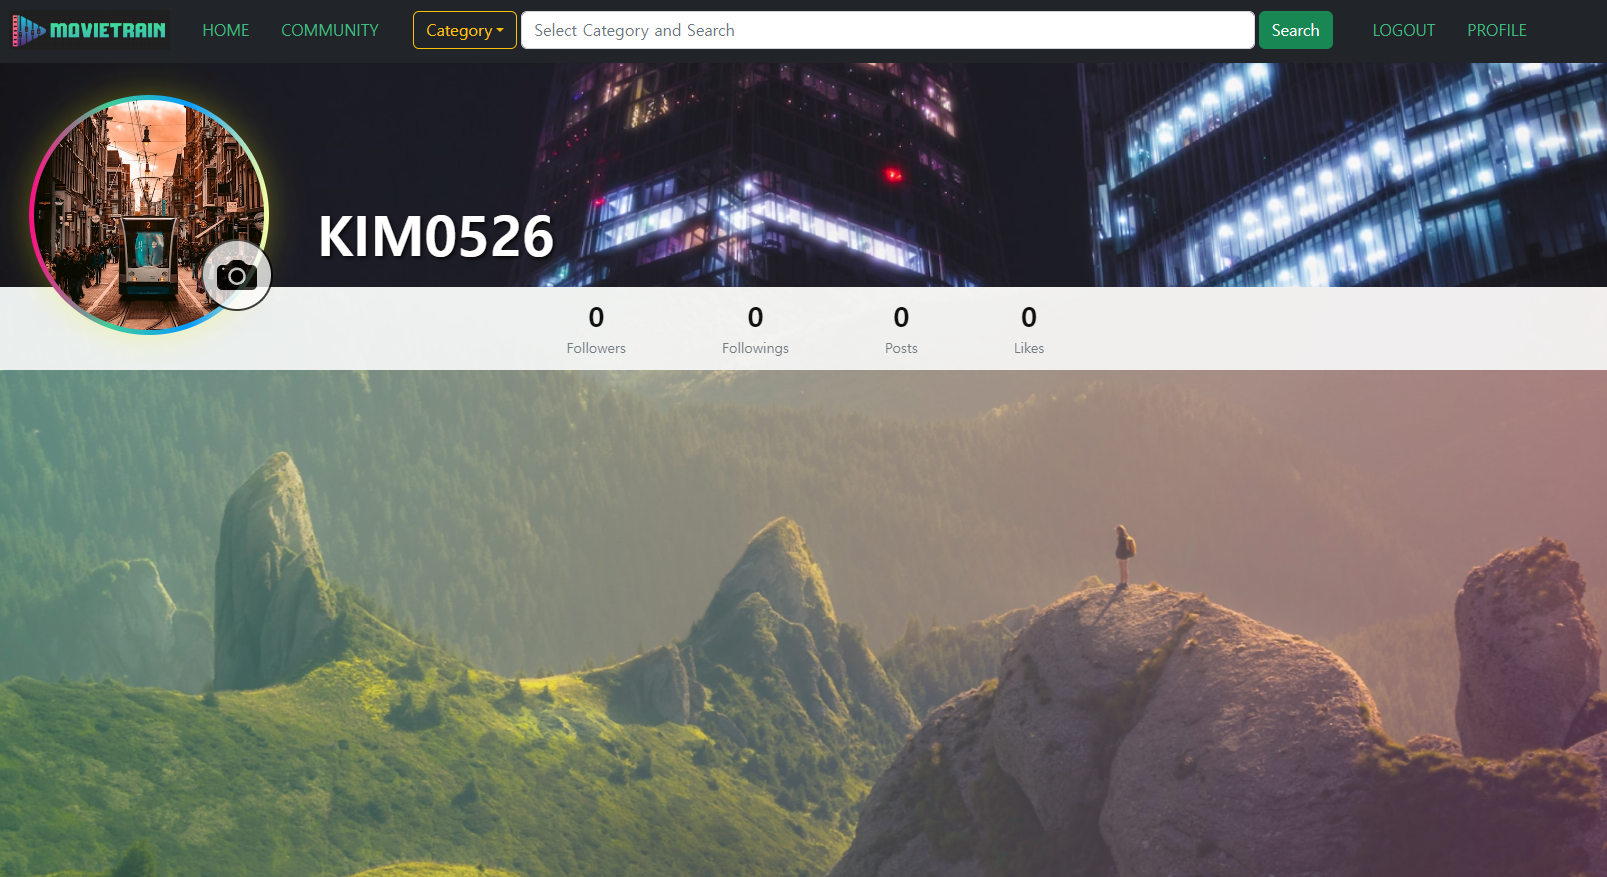 MOVIETRAIN HOME COMMUNITY Category Select Category and Search Search LOGOUT PROFILE
2
KIM0526
0 0 0 0
Followers Followings Posts Likes